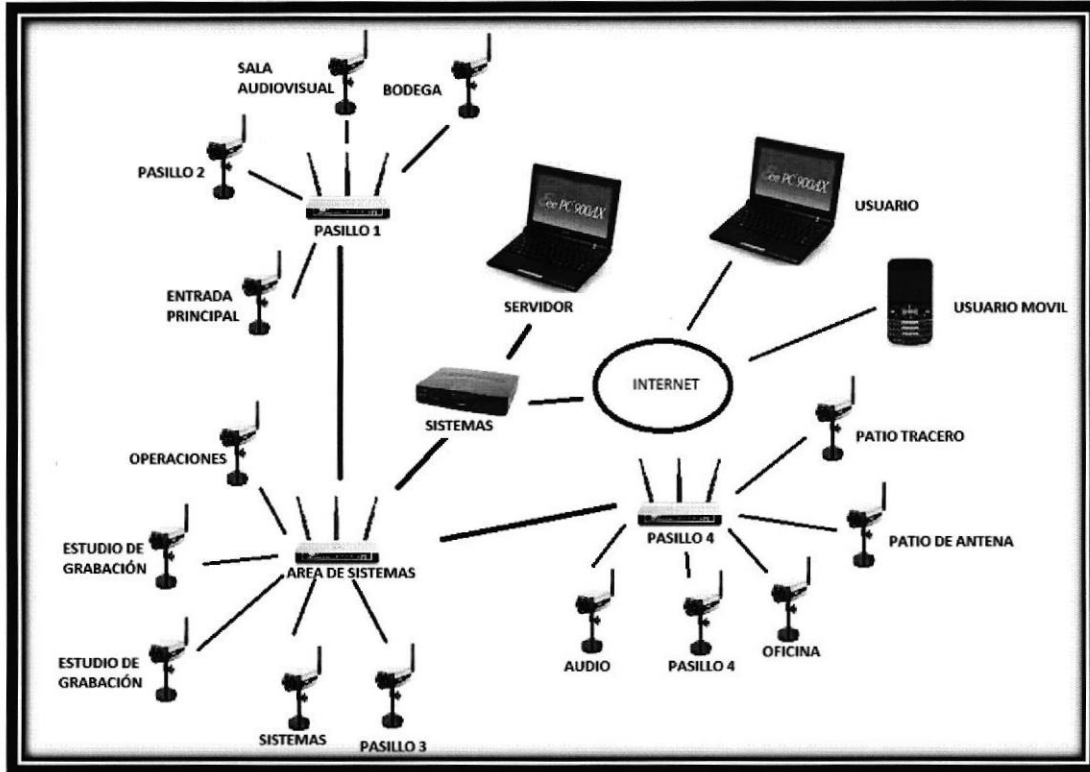 SALA
AUDIOVISUAL
BODEGA
PASILLO 2
PASILLO 1
Eee PC 900AX
Eee PC 900AX
USUARIO
ENTRADA
PRINCIPAL
SERVIDOR
USUARIO MOVIL
INTERNET
SISTEMAS
PATIO TRACERO
OPERACIONES
PASILLO 4
PATIO DE ANTENA
ESTUDIO DE
GRABACIÓN
AREA DE SISTEMAS
AUDIO
PASILLO 4
OFICINA
ESTUDIO DE
GRABACIÓN
SISTEMAS
PASILLO 3